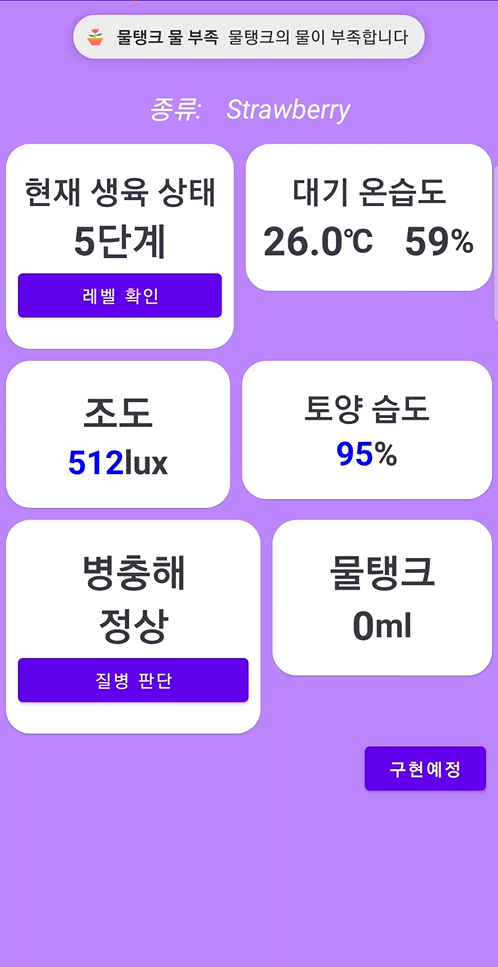 물탱크 물 부족 물탱크의 물이 부족합니다
종류: Strawberry
현재 생육 상태
5단계
레벨 확인
대기 온습도
26.0℃ 59%
조도
512lux
토양 습도
95%
병충해
정상
질병 판단
물탱크
0ml
구현예정